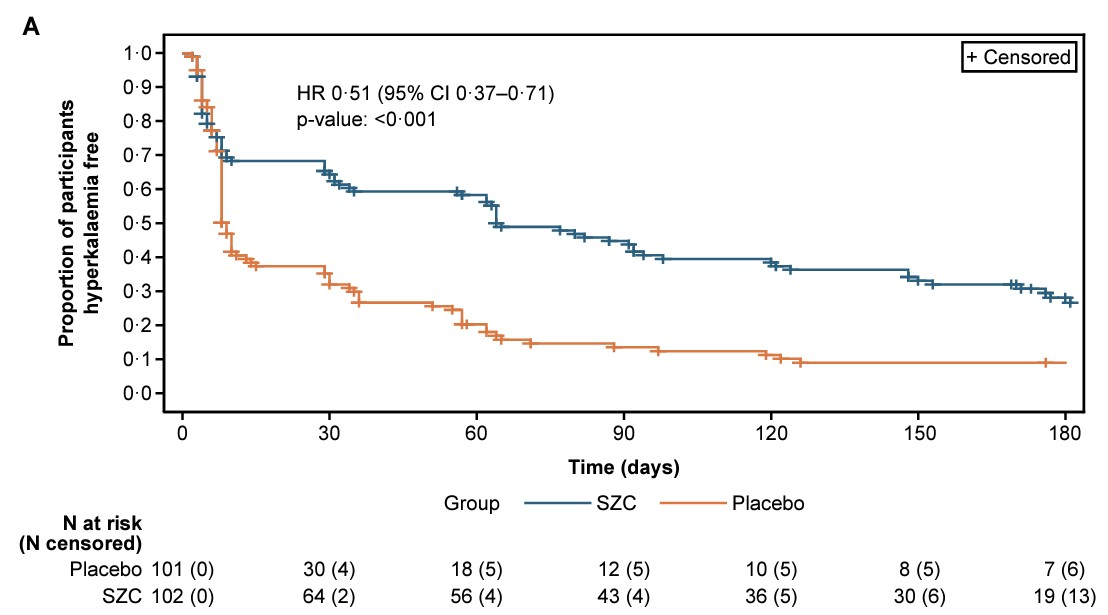 A
+ Censored
HR 0·51 (95% CI 0·37–0·71)
p-value: <0·001
Proportion of participants
hyperkalaemia free
1·0
0·9
0·8
0·7
0·6
0·5
0·4
0·3
0·2
0·1
0·0
0 30 60 90 120 150 180
Time (days)
Group SZC Placebo
N at risk
(N censored)
Placebo 101 (0) 30 (4) 18 (5) 12 (5) 10 (5) 8 (5) 7 (6)
SZC 102 (0) 64 (2) 56 (4) 43 (4) 36 (5) 30 (6) 19 (13)